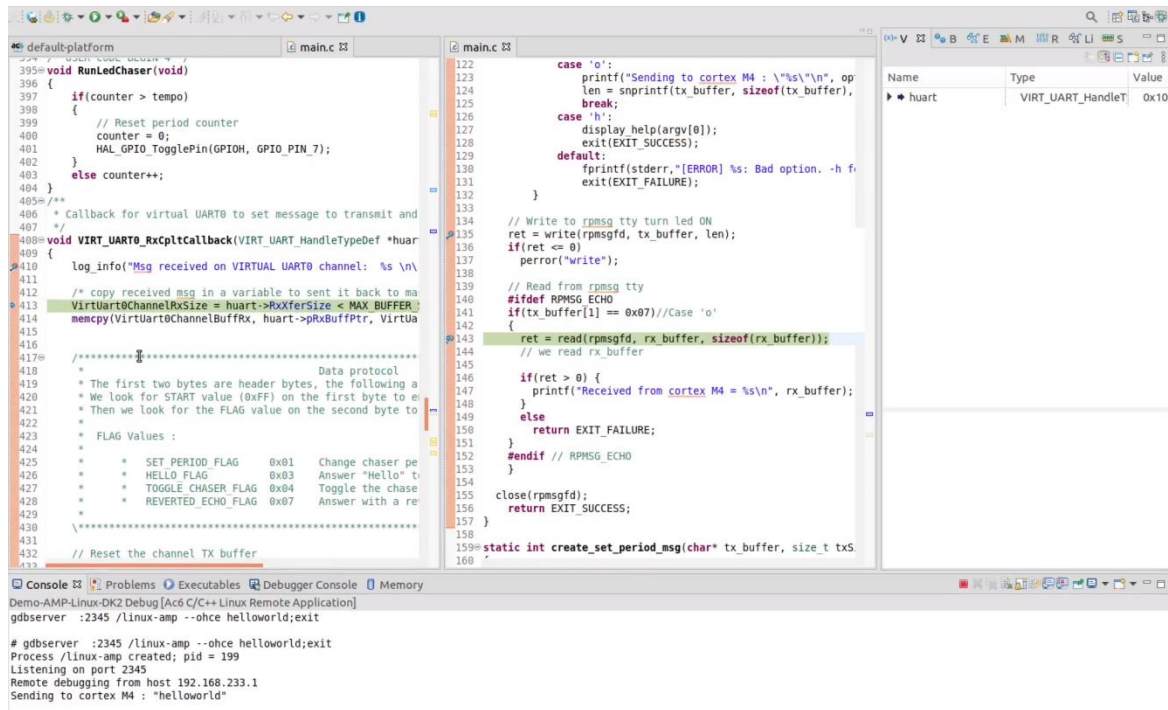 default-platform
main.c
394 /* USER CODE BEGIN 4 */
395 void RunLedChaser(void)
396 {
397 if(counter > tempo)
398 {
399 // Reset period counter
400 counter = 0;
401 HAL_GPIO_TogglePin(GPIOH, GPIO_PIN_7);
402 }
403 else counter++;
404 }
405 /**
406 * Callback for virtual UART0 to set message to transmit and
407 */
408 void VIRT_UART0_RxCpltCallback(VIRT_UART_HandleTypeDef *huar
409 {
410 log_info("Msg received on VIRTUAL UART0 channel: %s \n\
411
412 /* copy received msg in a variable to sent it back to ma
413 VirtUart0ChannelRxSize = huart->RxXferSize < MAX_BUFFER_
414 memcpy(VirtUart0ChannelBuffRx, huart->pRxBuffPtr, VirtUa
415
416
417 /*******************************************************
418 * Data protocol
419 * The first two bytes are header bytes, the following a
420 * We look for START value (0xFF) on the first byte to e
421 * Then we look for the FLAG value on the second byte to
422 *
423 * FLAG Values :
424 *
425 * * SET_PERIOD_FLAG 0x01 Change chaser pe
426 * * HELLO_FLAG 0x03 Answer "Hello" t
427 * * TOGGLE_CHASER_FLAG 0x04 Toggle the chase
428 * * REVERTED_ECHO_FLAG 0x07 Answer with a re
429 *
430 \*******************************************************
431
432 // Reset the channel TX buffer
433
main.c
122 case 'o':
123 printf("Sending to cortex M4 : \"%s\"\n", op
124 len = snprintf(tx_buffer, sizeof(tx_buffer),
125 break;
126 case 'h':
127 display_help(argv[0]);
128 exit(EXIT_SUCCESS);
129 default:
130 fprintf(stderr,"[ERROR] %s: Bad option. -h f
131 exit(EXIT_FAILURE);
132 }
133
134 // Write to rpmsg tty turn led ON
135 ret = write(rpmsgfd, tx_buffer, len);
136 if(ret <= 0)
137 perror("write");
138
139 // Read from rpmsg tty
140 #ifdef RPMSG_ECHO
141 if(tx_buffer[1] == 0x07)//Case 'o'
142 {
143 ret = read(rpmsgfd, rx_buffer, sizeof(rx_buffer));
144 // we read rx_buffer
145
146 if(ret > 0) {
147 printf("Received from cortex M4 = %s\n", rx_buffer);
148 }
149 else
150 return EXIT_FAILURE;
151 }
152 #endif // RPMSG_ECHO
153 }
154
155 close(rpmsgfd);
156 return EXIT_SUCCESS;
157 }
158
159 static int create_set_period_msg(char* tx_buffer, size_t txS
160
(x)= V B E M R Li S
Name Type Value
huart VIRT_UART_HandleT 0x10
Console Problems Executables Debugger Console Memory
Demo-AMP-Linux-DK2 Debug [Ac6 C/C++ Linux Remote Application]
gdbserver :2345 /linux-amp --ohce helloworld;exit
# gdbserver :2345 /linux-amp --ohce helloworld;exit
Process /linux-amp created; pid = 199
Listening on port 2345
Remote debugging from host 192.168.233.1
Sending to cortex M4 : "helloworld"